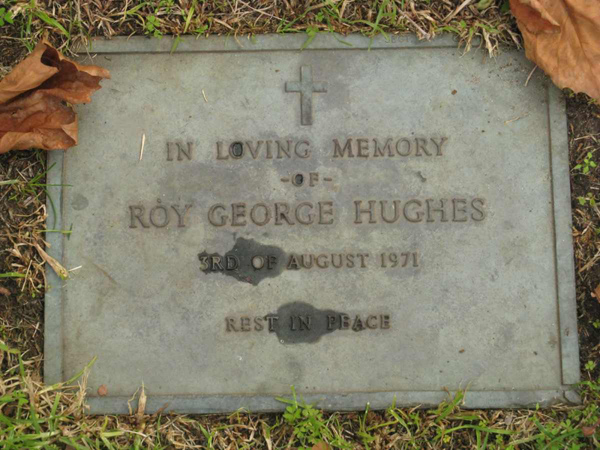 IN LOVING MEMORY
-OF-
ROY GEORGE HUGHES
3RD OF AUGUST 1971
REST IN PEACE